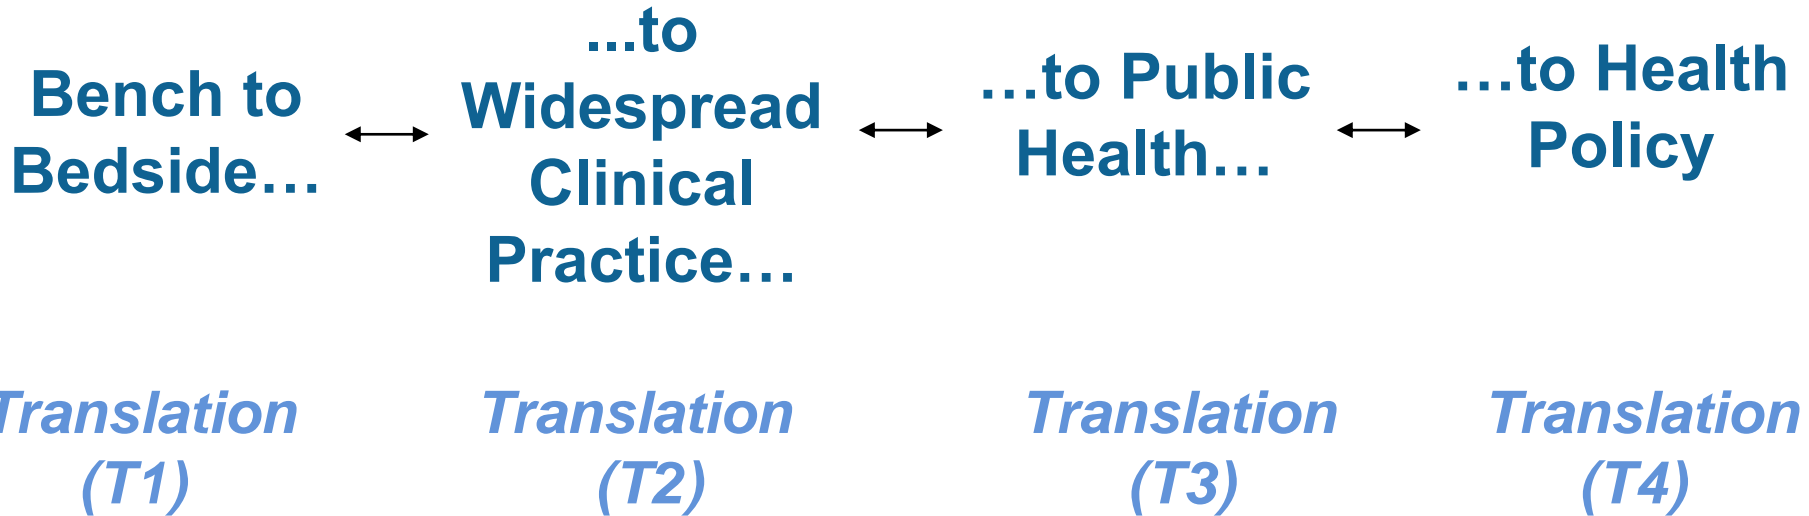 Bench to
Bedside…
...to
Widespread
Clinical
Practice…
…to Public
Health…
…to Health
Policy
Translation
(T1)
Translation
(T2)
Translation
(T3)
Translation
(T4)